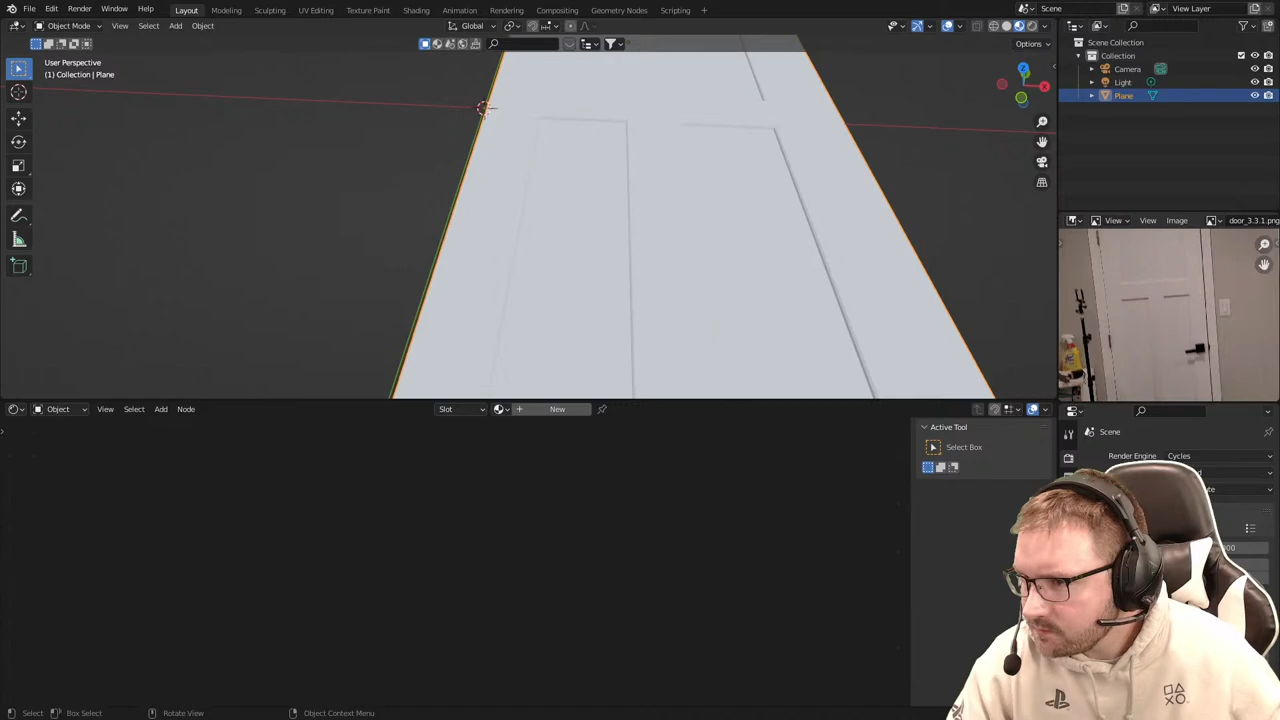 File Edit Render Window Help
Layout Modeling Sculpting UV Editing Texture Paint Shading Animation Rendering Compositing Geometry Nodes Scripting
Scene
View Layer
Object Mode View Select Add Object
Global
Options
User Perspective
(1) Collection | Plane
Z
X
Scene Collection
Collection
Camera
Light
Plane
View View Image door_3.3.1.png
Object View Select Add Node
Slot
New
Active Tool
Select Box
Scene
Render Engine Cycles
Select Box Select Rotate View Object Context Menu